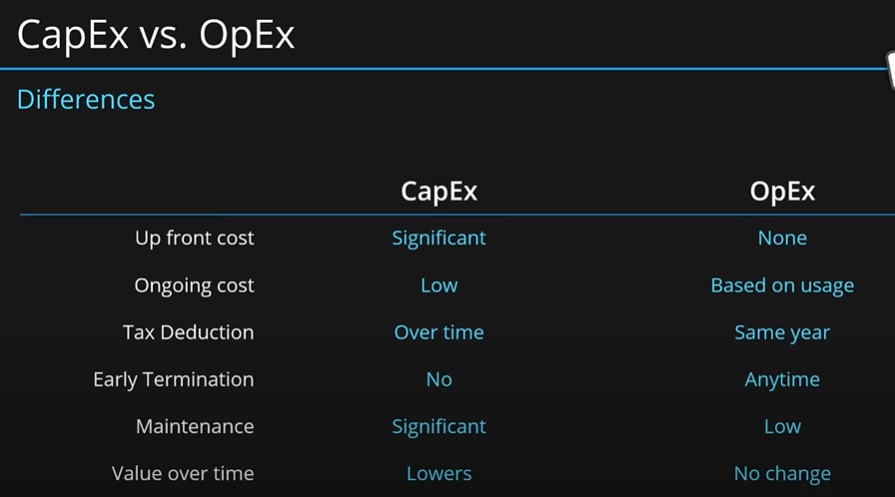 CapEx vs. OpEx
Differences
CapEx OpEx
Up front cost Significant None
Ongoing cost Low Based on usage
Tax Deduction Over time Same year
Early Termination No Anytime
Maintenance Significant Low
Value over time Lowers No change